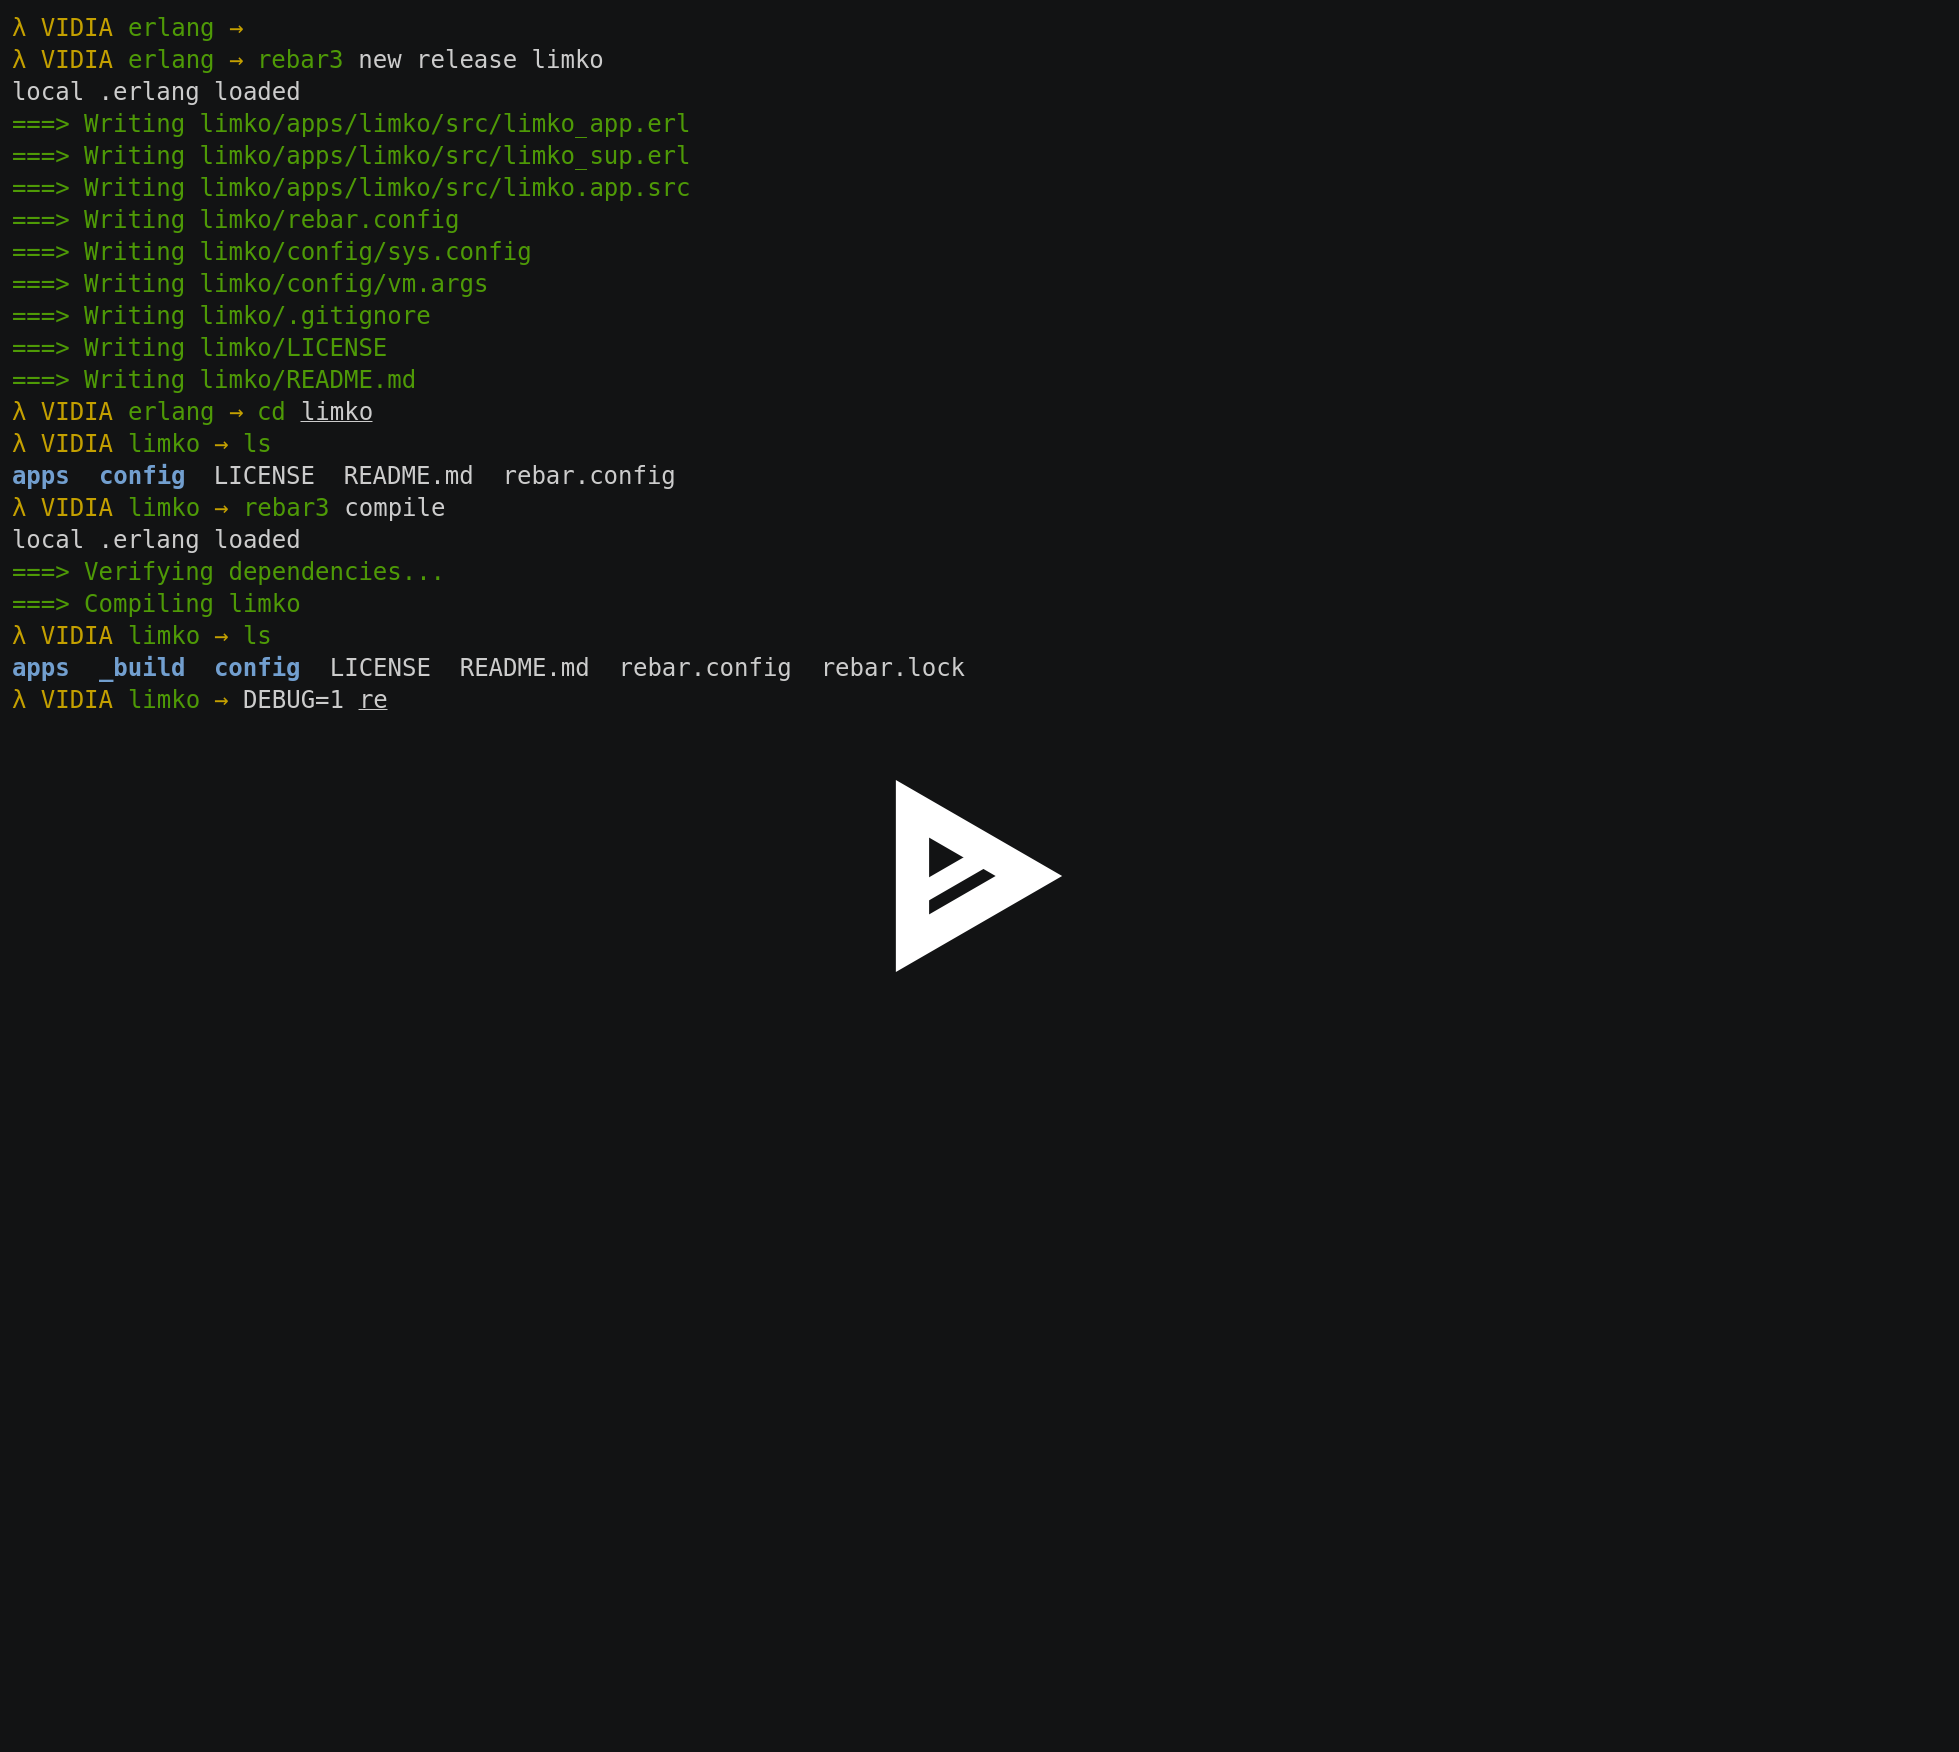 λ VIDIA erlang →
λ VIDIA erlang → rebar3 new release limko
local .erlang loaded
===> Writing limko/apps/limko/src/limko_app.erl
===> Writing limko/apps/limko/src/limko_sup.erl
===> Writing limko/apps/limko/src/limko.app.src
===> Writing limko/rebar.config
===> Writing limko/config/sys.config
===> Writing limko/config/vm.args
===> Writing limko/.gitignore
===> Writing limko/LICENSE
===> Writing limko/README.md
λ VIDIA erlang → cd limko
λ VIDIA limko → ls
apps  config  LICENSE  README.md  rebar.config
λ VIDIA limko → rebar3 compile
local .erlang loaded
===> Verifying dependencies...
===> Compiling limko
λ VIDIA limko → ls
apps  _build  config  LICENSE  README.md  rebar.config  rebar.lock
λ VIDIA limko → DEBUG=1 re